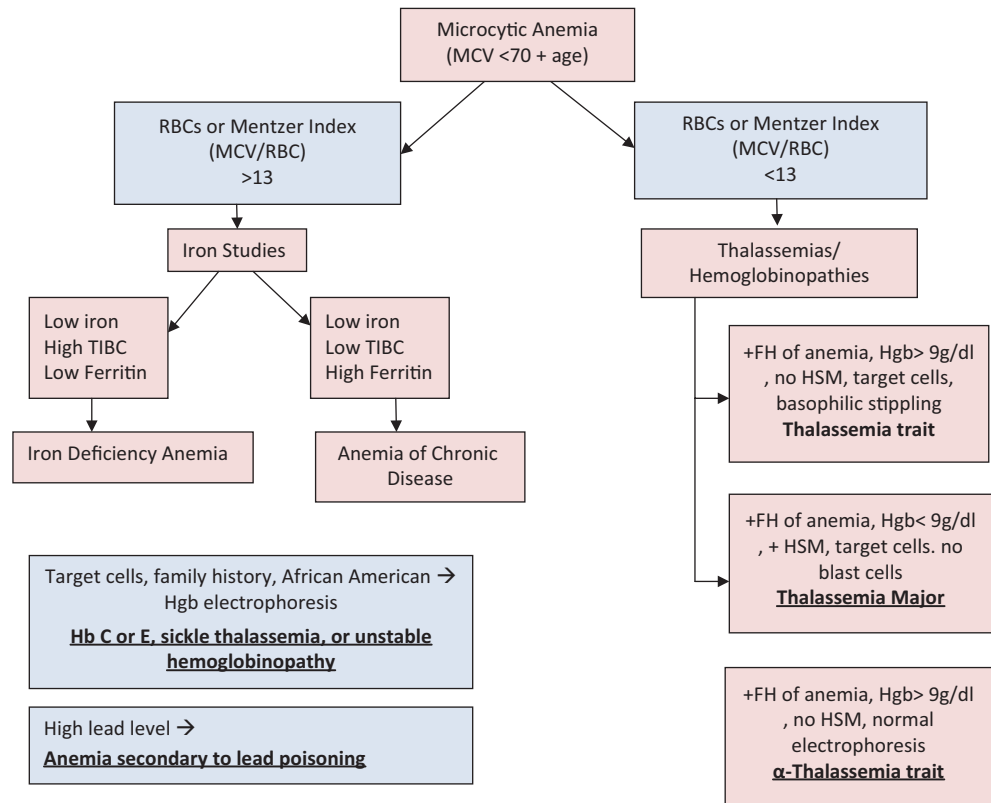 Microcytic Anemia
(MCV <70 + age)
RBCs or Mentzer Index
(MCV/RBC)
>13
RBCs or Mentzer Index
(MCV/RBC)
<13
Iron Studies
Thalassemias/
Hemoglobinopathies
Low iron
High TIBC
Low Ferritin
Low iron
Low TIBC
High Ferritin
Iron Deficiency Anemia
Anemia of Chronic
Disease
+FH of anemia, Hgb> 9g/dl
, no HSM, target cells,
basophilic stippling
Thalassemia trait
+FH of anemia, Hgb< 9g/dl
, + HSM, target cells. no
blast cells
Thalassemia Major
+FH of anemia, Hgb> 9g/dl
, no HSM, normal
electrophoresis
α-Thalassemia trait
Target cells, family history, African American →
Hgb electrophoresis
Hb C or E, sickle thalassemia, or unstable
hemoglobinopathy
High lead level →
Anemia secondary to lead poisoning